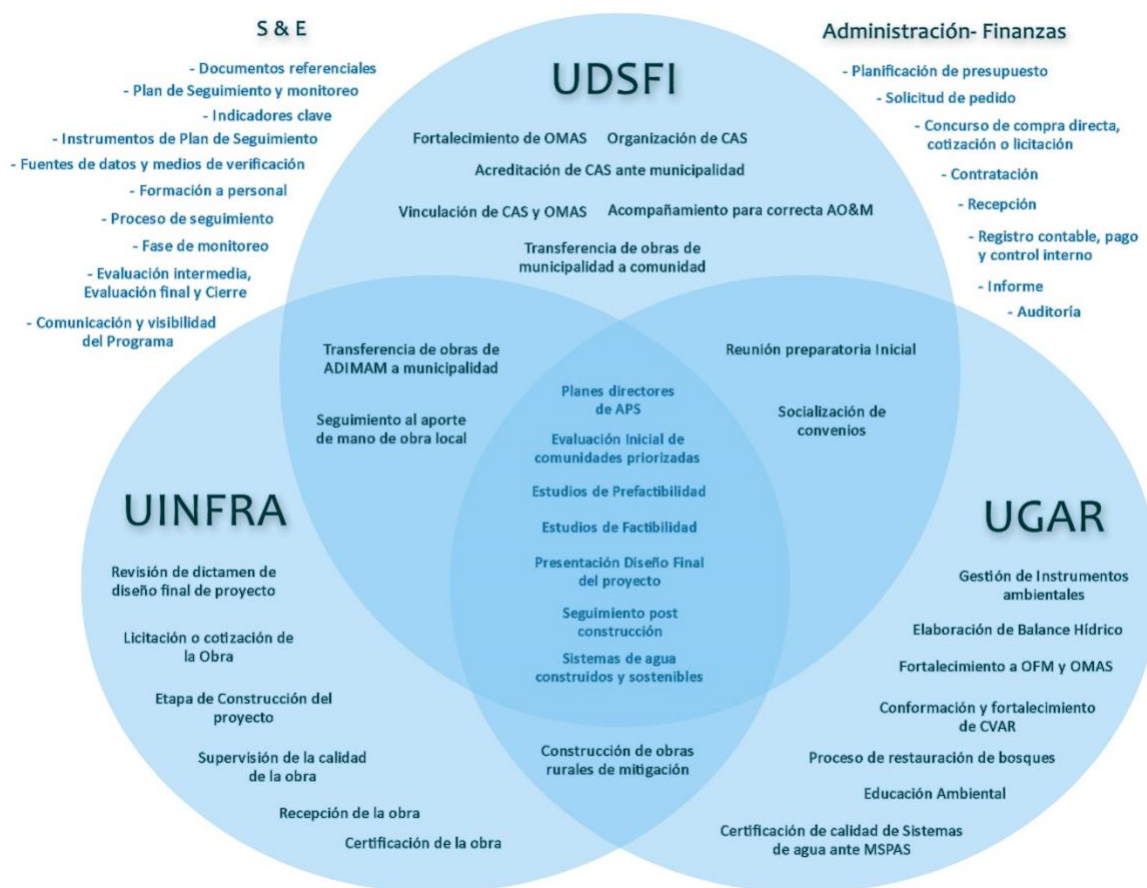 S & E
- Documentos referenciales
- Plan de Seguimiento y monitoreo
- Indicadores clave
- Instrumentos de Plan de Seguimiento
- Fuentes de datos y medios de verificación
- Formación a personal
- Proceso de seguimiento
- Fase de monitoreo
- Evaluación intermedia,
Evaluación final y Cierre
- Comunicación y visibilidad
del Programa
Administración- Finanzas
- Planificación de presupuesto
- Solicitud de pedido
- Concurso de compra directa,
cotización o licitación
- Contratación
- Recepción
- Registro contable, pago
y control interno
- Informe
- Auditoría
UDSFI
Fortalecimiento de OMAS
Organización de CAS
Acreditación de CAS ante municipalidad
Vinculación de CAS y OMAS
Acompañamiento para correcta AO&M
Transferencia de obras de
municipalidad a comunidad
Transferencia de obras de
ADIMAM a municipalidad
Seguimiento al aporte
de mano de obra local
Reunión preparatoria Inicial
Socialización de
convenios
Planes directores
de APS
Evaluación Inicial de
comunidades priorizadas
Estudios de Prefactibilidad
Estudios de Factibilidad
Presentación Diseño Final
del proyecto
Seguimiento post
construcción
Sistemas de agua
construidos y sostenibles
Construcción de obras
rurales de mitigación
UINFRA
Revisión de dictamen de
diseño final de proyecto
Licitación o cotización de
la Obra
Etapa de Construcción del
proyecto
Supervisión de la calidad
de la obra
Recepción de la obra
Certificación de la obra
UGAR
Gestión de Instrumentos
ambientales
Elaboración de Balance Hídrico
Fortalecimiento a OFM y OMAS
Conformación y fortalecimiento
de CVAR
Proceso de restauración de bosques
Educación Ambiental
Certificación de calidad de Sistemas
de agua ante MSPAS